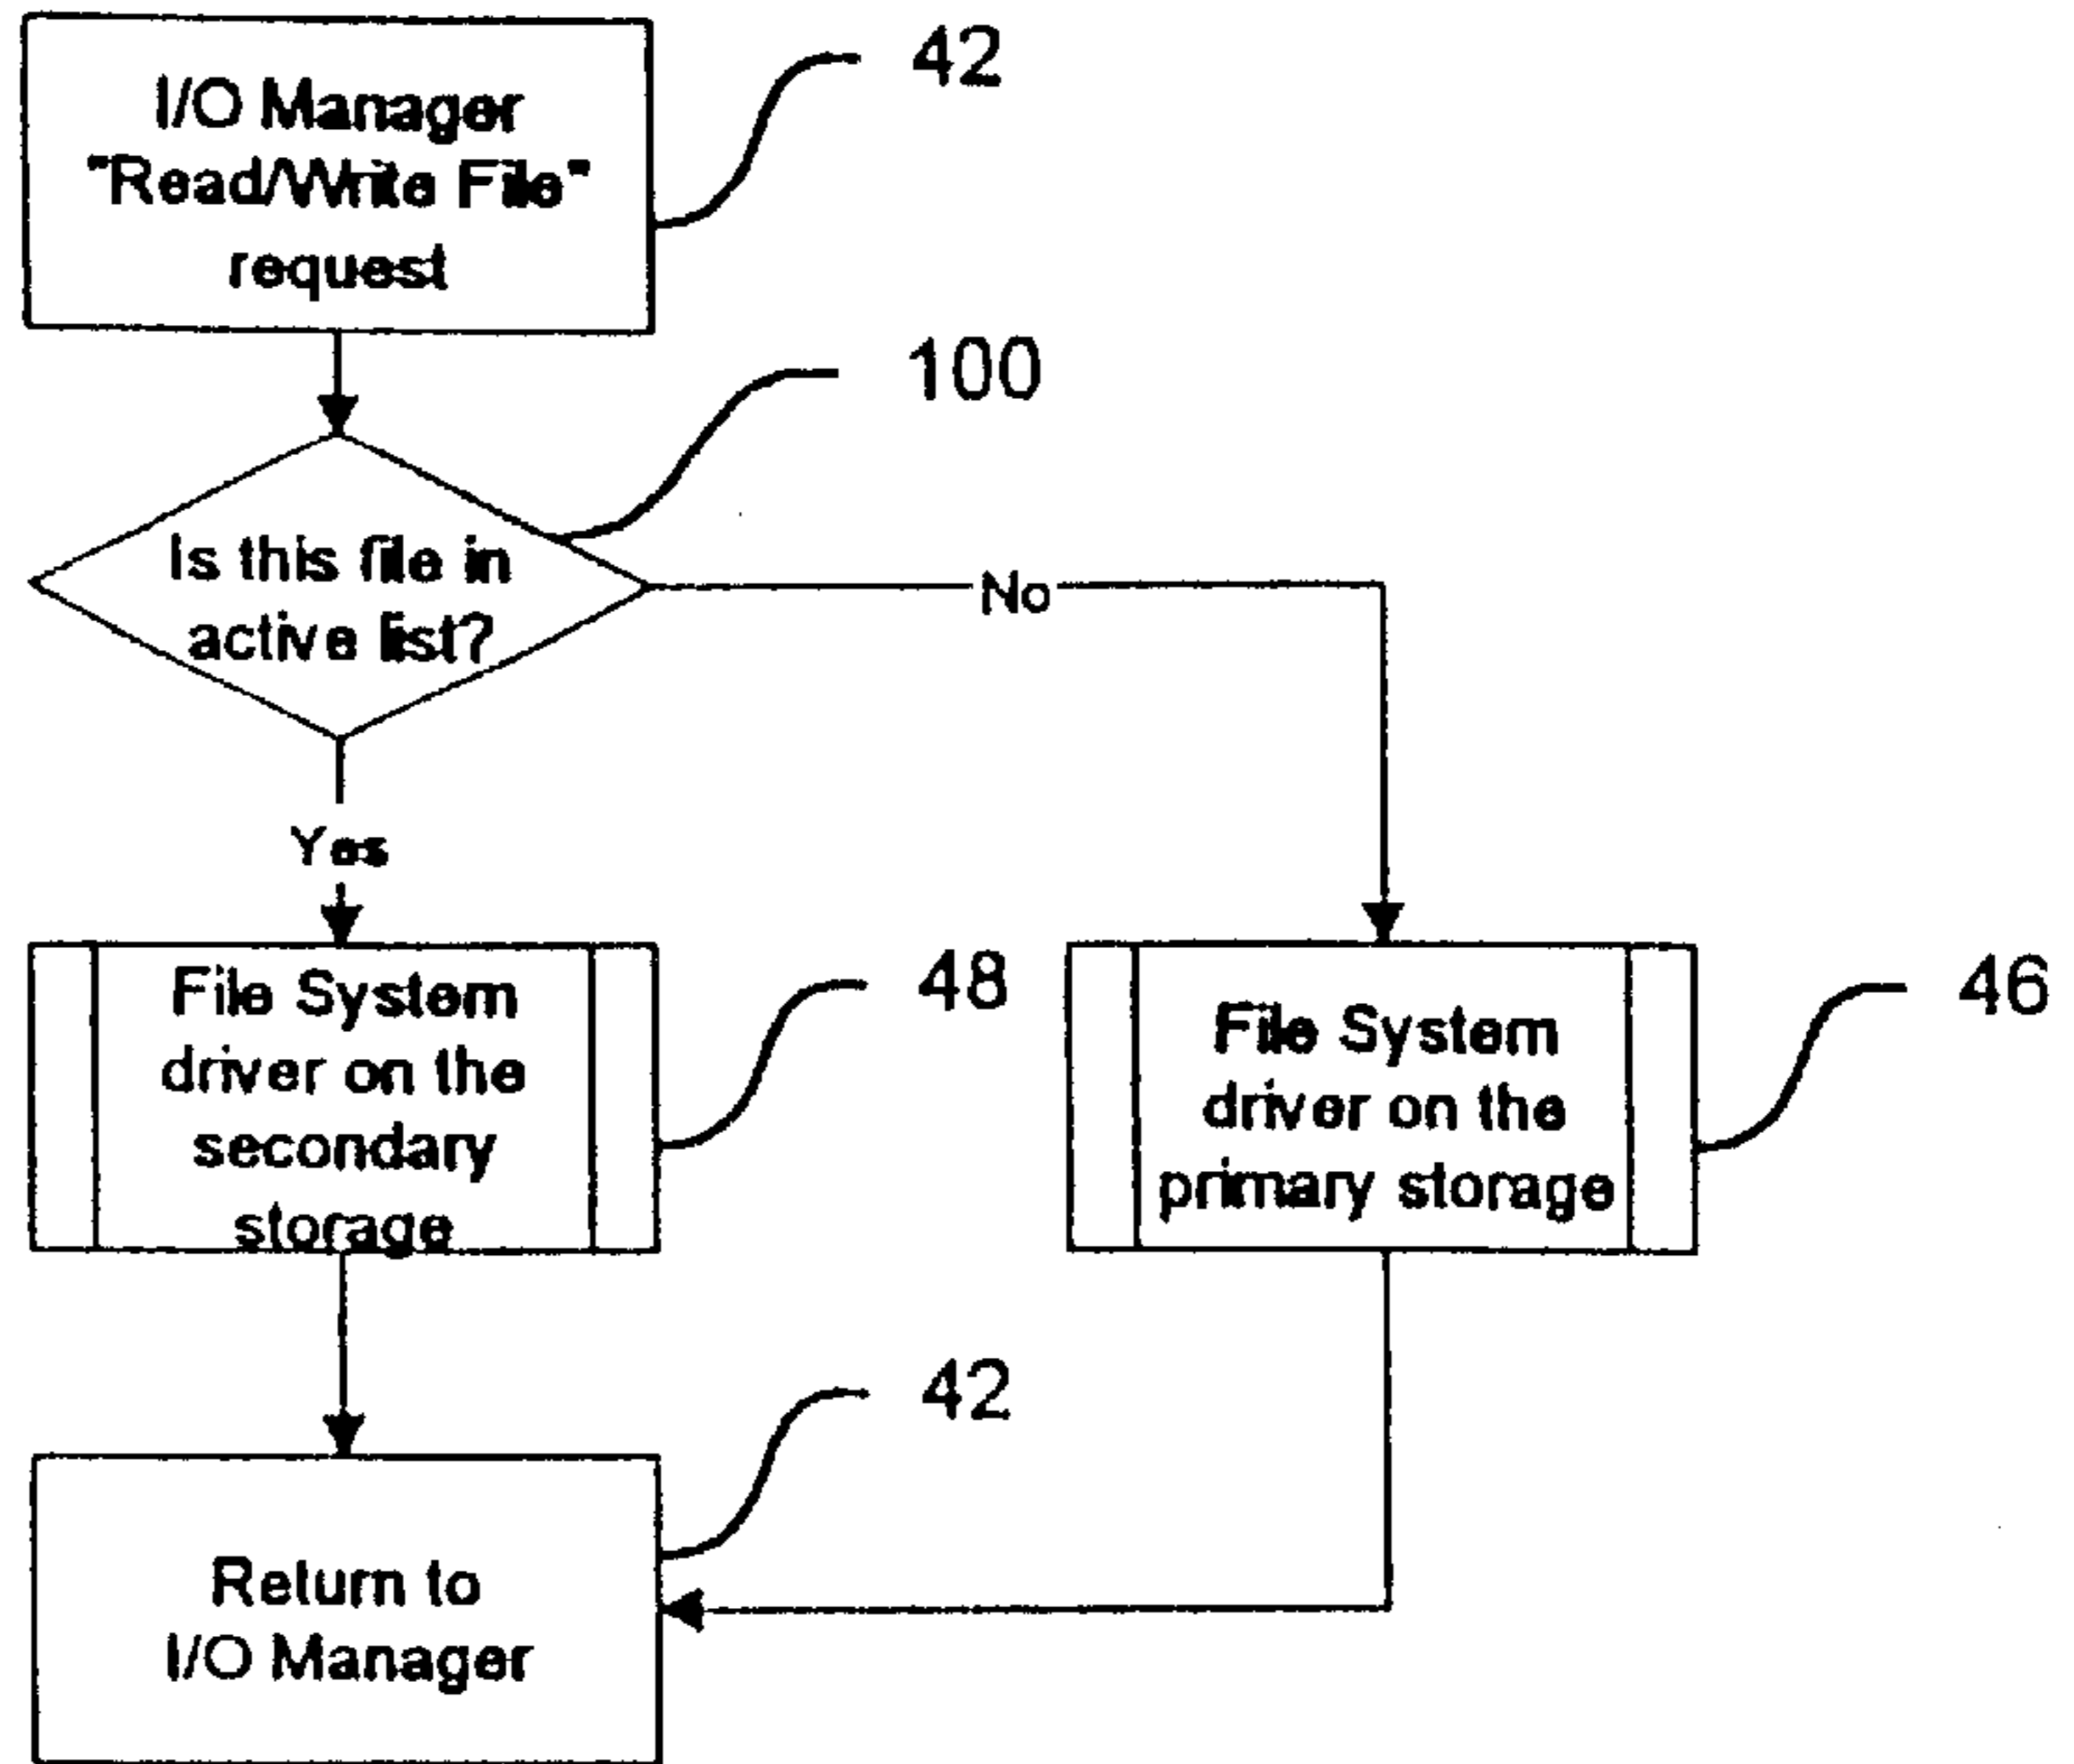 I/O Manager
"Read/Write File"
request
42
100
Is this file in
active list?
No
Yes
File System
driver on the
secondary
storage
48
File System
driver on the
primary storage
46
42
Return to
I/O Manager